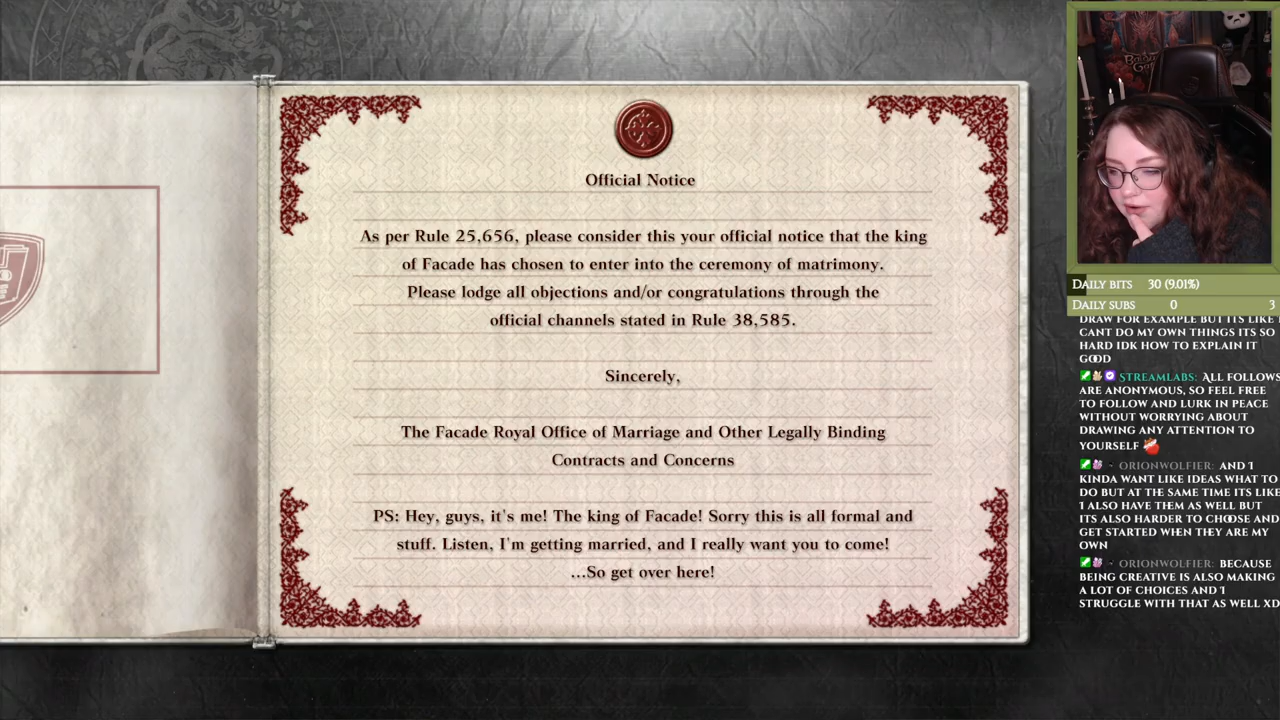 Official Notice
As per Rule 25,656, please consider this your official notice that the king
of Facade has chosen to enter into the ceremony of matrimony.
Please lodge all objections and/or congratulations through the
official channels stated in Rule 38,585.
Sincerely,
The Facade Royal Office of Marriage and Other Legally Binding
Contracts and Concerns
PS: Hey, guys, it's me! The king of Facade! Sorry this is all formal and
stuff. Listen, I'm getting married, and I really want you to come!
...So get over here!
DAILY BITS 30 (9.01%)
DAILY SUBS 0 3
DRAW FOR EXAMPLE BUT ITS LIKE I
CANT DO MY OWN THINGS ITS SO
HARD IDK HOW TO EXPLAIN IT
GOOD
STREAMLABS: ALL FOLLOWS
ARE ANONYMOUS, SO FEEL FREE
TO FOLLOW AND LURK IN PEACE
WITHOUT WORRYING ABOUT
DRAWING ANY ATTENTION TO
YOURSELF
ORIONWOLFIER: AND I
KINDA WANT LIKE IDEAS WHAT TO
DO BUT AT THE SAME TIME ITS LIKE
I ALSO HAVE THEM AS WELL BUT
ITS ALSO HARDER TO CHOOSE AND
GET STARTED WHEN THEY ARE MY
OWN
ORIONWOLFIER: BECAUSE
BEING CREATIVE IS ALSO MAKING
A LOT OF CHOICES AND I
STRUGGLE WITH THAT AS WELL XD